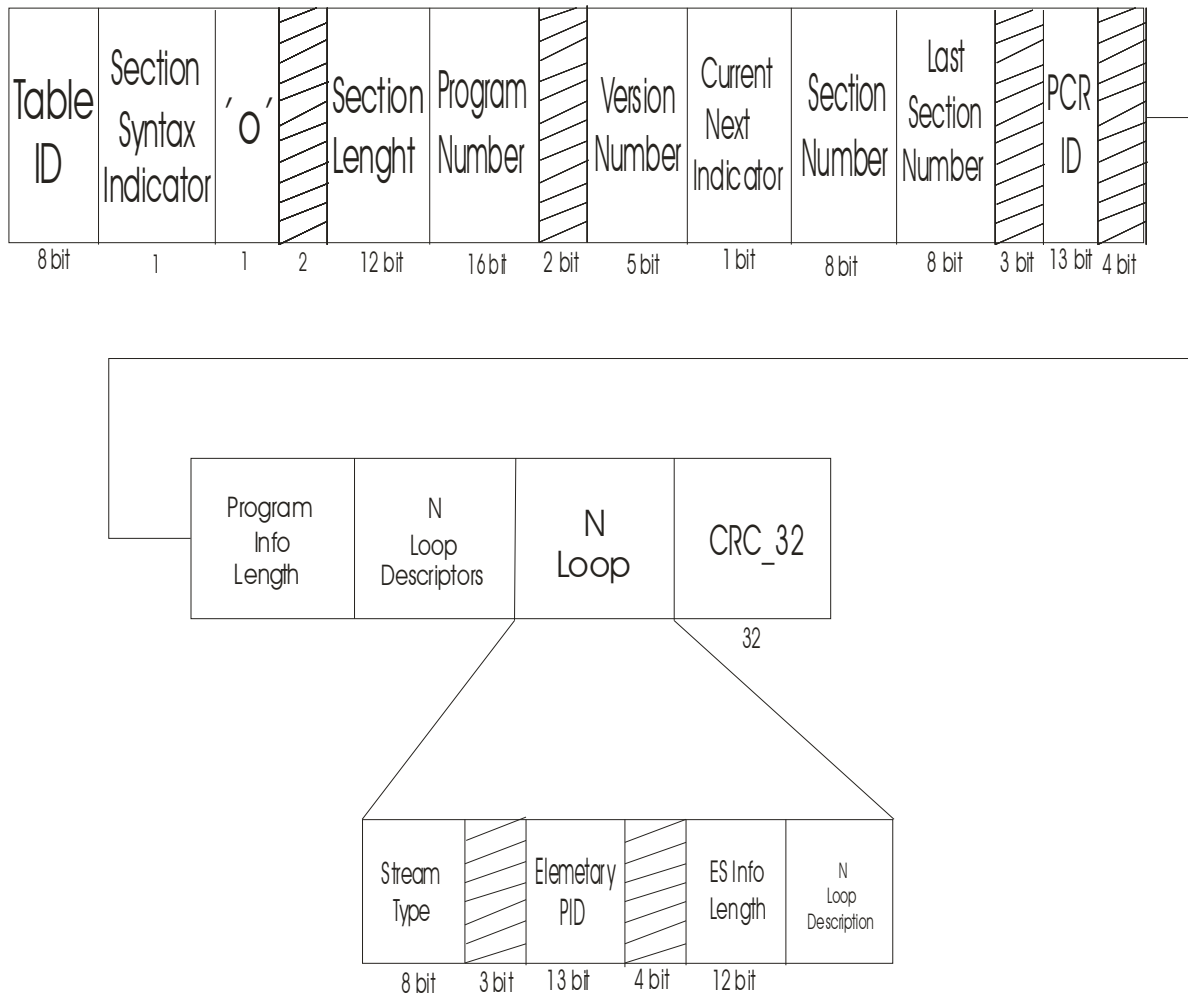 Table
ID
Section
Syntax
Indicator
'o'
Section
Lenght
Program
Number
Version
Number
Current
Next
Indicator
Section
Number
Last
Section
Number
PCR
ID
8 bit
1
1
2
12 bit
16 bit
2 bit
5 bit
1 bit
8 bit
8 bit
3 bit
13 bit
4 bit
Program
Info
Length
N
Loop
Descriptors
N
Loop
CRC_32
32
Stream
Type
Elemetary
PID
ES Info
Length
N
Loop
Description
8 bit
3 bit
13 bit
4 bit
12 bit